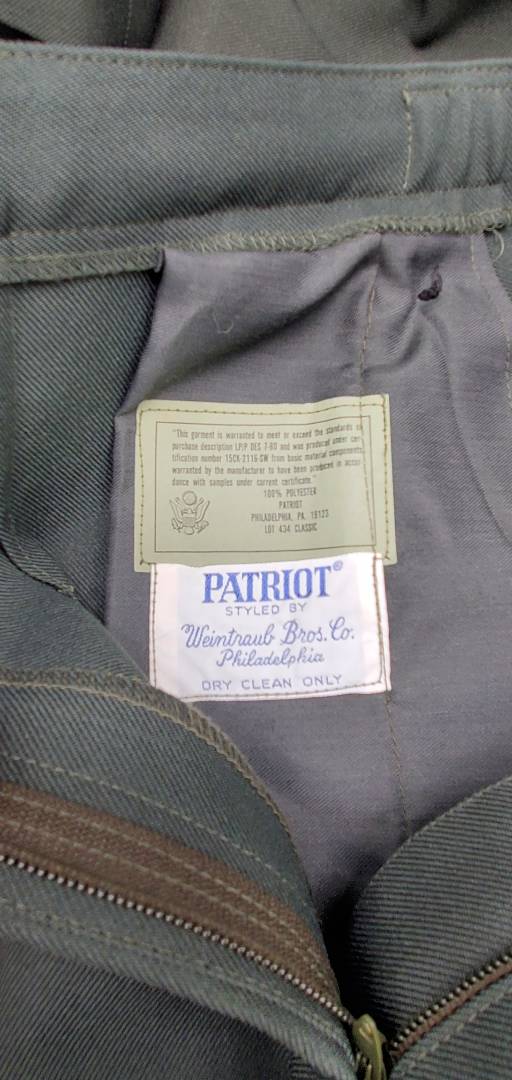 "This garment is warranted to meet or exceed the standards of
purchase description LP/P DES 7-80 and was produced under cer-
tification number 15CK-2116-SW from basic material components
warranted by the manufacturer to have been produced in accor-
dance with samples under current certificate."
100% POLYESTER
PATRIOT
PHILADELPHIA, PA. 19123
LOT 434 CLASSIC
PATRIOT®
STYLED BY
Weintraub Bros. Co.
Philadelphia
DRY CLEAN ONLY